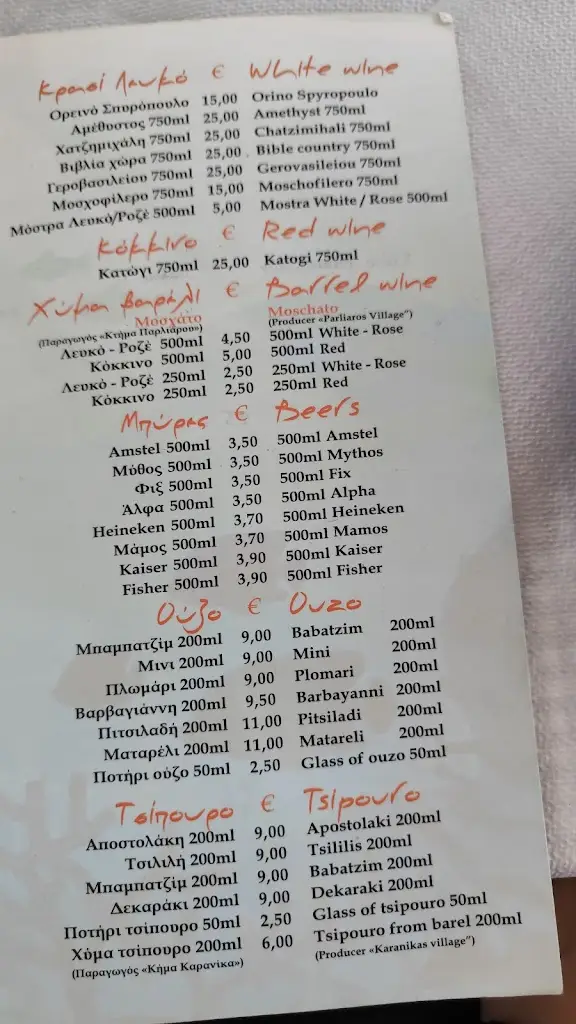 Κρασί Λευκό € White wine
Ορεινό Σπυρόπουλο 15,00 Orino Spyropoulo
Αμέθυστος 750ml 25,00 Amethyst 750ml
Χατζημιχάλη 750ml 25,00 Chatzimihali 750ml
Βιβλία χώρα 750ml 25,00 Bible country 750ml
Γεροβασιλείου 750ml 25,00 Gerovasileiou 750ml
Μοσχοφίλερο 750ml 15,00 Moschofilero 750ml
Μόστρα Λευκό/Ροζέ 500ml 5,00 Mostra White / Rose 500ml
Κόκκινο € Red wine
Κατώγι 750ml 25,00 Katogi 750ml
Χύμα βαρέλι € Barrel wine
Μοσχάτο Moschato
(Παραγωγός «Κτήμα Παρλιάρου») (Producer «Parliaros Village")
Λευκό - Ροζέ 500ml 4,50 500ml White - Rose
Κόκκινο 500ml 5,00 500ml Red
Λευκό - Ροζέ 250ml 2,50 250ml White - Rose
Κόκκινο 250ml 2,50 250ml Red
Μπύρες € Beers
Amstel 500ml 3,50 500ml Amstel
Μύθος 500ml 3,50 500ml Mythos
Φιξ 500ml 3,50 500ml Fix
Άλφα 500ml 3,50 500ml Alpha
Heineken 500ml 3,70 500ml Heineken
Μάμος 500ml 3,70 500ml Mamos
Kaiser 500ml 3,90 500ml Kaiser
Fisher 500ml 3,90 500ml Fisher
Ούζο € Ouzo
Μπαμπατζίμ 200ml 9,00 Babatzim 200ml
Μινι 200ml 9,00 Mini 200ml
Πλωμάρι 200ml 9,00 Plomari 200ml
Βαρβαγιάννη 200ml 9,50 Barbayanni 200ml
Πιτσιλαδή 200ml 11,00 Pitsiladi 200ml
Ματαρέλι 200ml 11,00 Matareli 200ml
Ποτήρι ούζο 50ml 2,50 Glass of ouzo 50ml
Τσίπουρο € Tsipouro
Αποστολάκη 200ml 9,00 Apostolaki 200ml
Τσιλιλή 200ml 9,00 Tsililis 200ml
Μπαμπατζίμ 200ml 9,00 Babatzim 200ml
Δεκαράκι 200ml 9,00 Dekaraki 200ml
Ποτήρι τσίπουρο 50ml 2,50 Glass of tsipouro 50ml
Χύμα τσίπουρο 200ml 6,00 Tsipouro from barel 200ml
(Παραγωγός «Κήμα Καρανίκα») (Producer «Karanikas village")